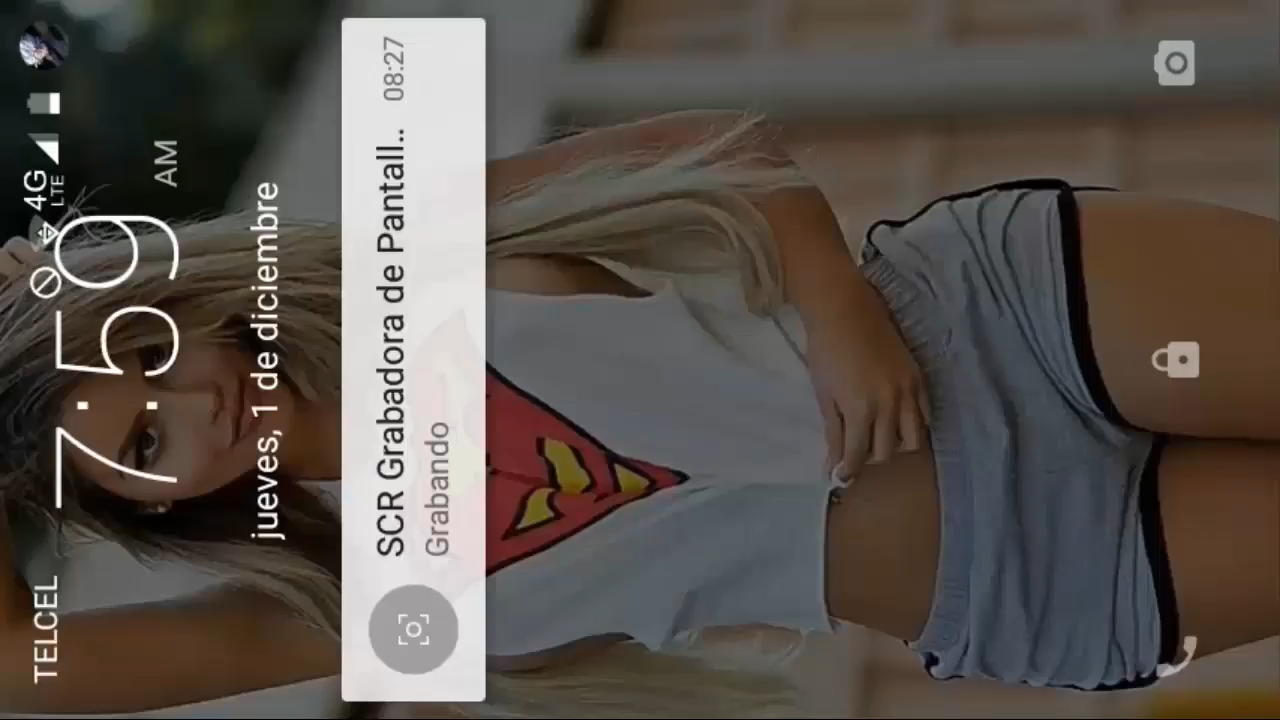 TELCEL
4G
LTE
7:59
AM
jueves, 1 de diciembre
SCR Grabadora de Pantall.. 08:27
Grabando